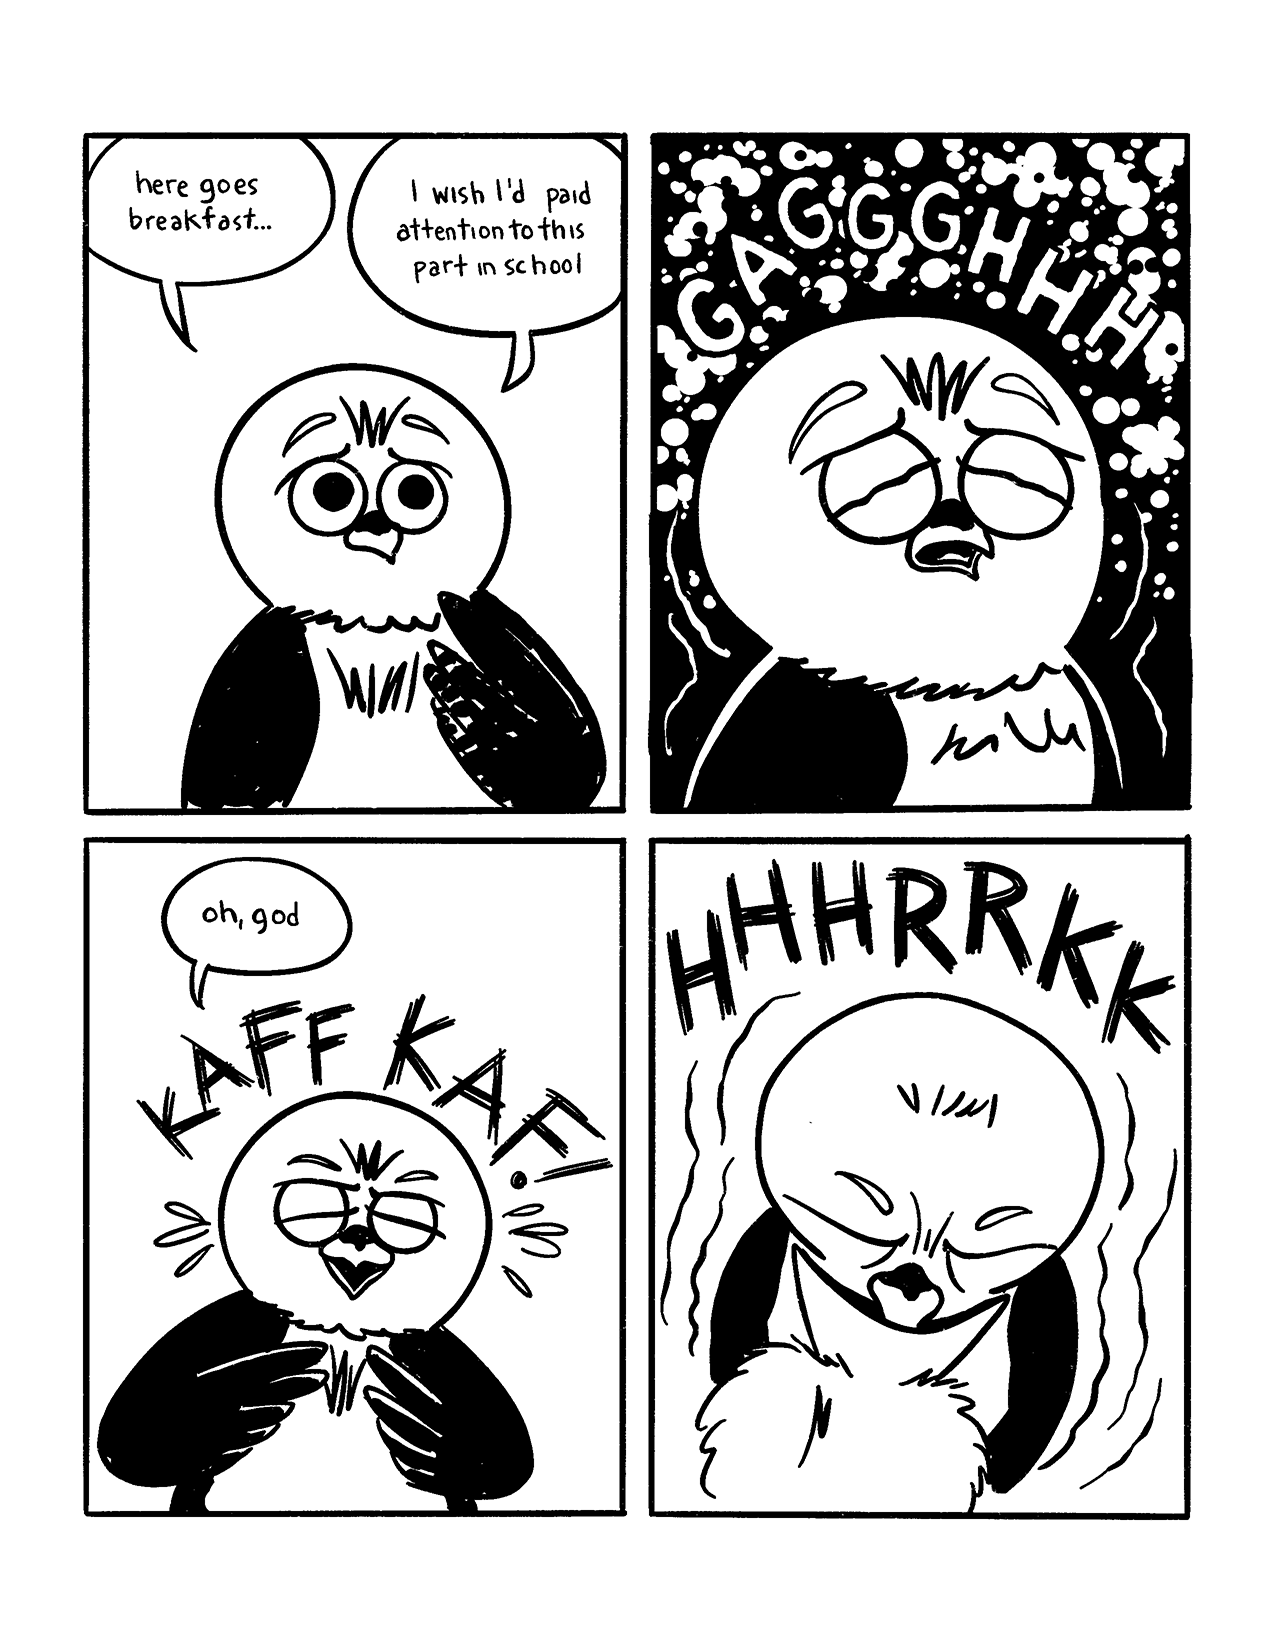 here goes
breakfast...
I wish I'd paid
attention to this
part in school
GAGGGHHH
oh, god
KAFF KAF!
HHHRRKK